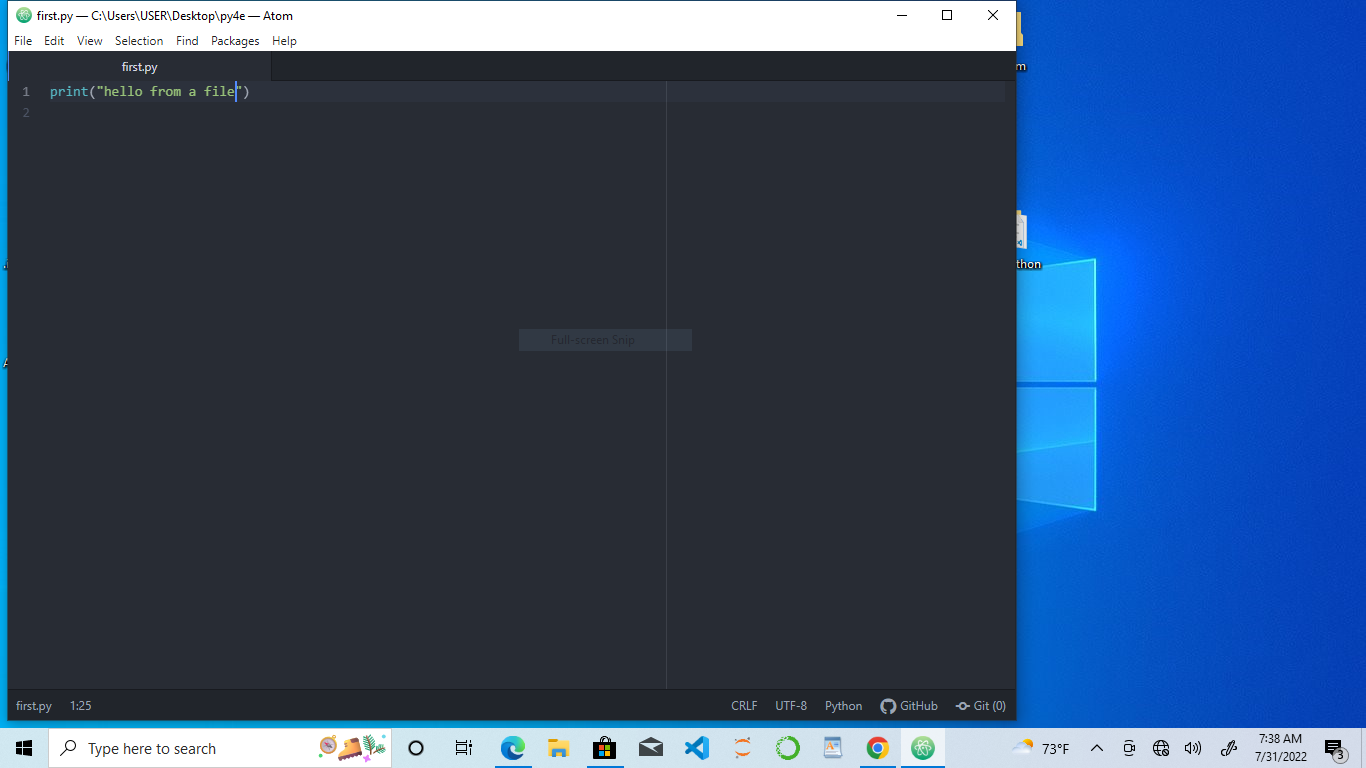 first.py — C:\Users\USER\Desktop\py4e — Atom
File Edit View Selection Find Packages Help
first.py
1 print("hello from a file")
2
Full-screen Snip
m
thon
first.py 1:25 CRLF UTF-8 Python GitHub Git (0)
Type here to search
73°F
7:38 AM
7/31/2022
3